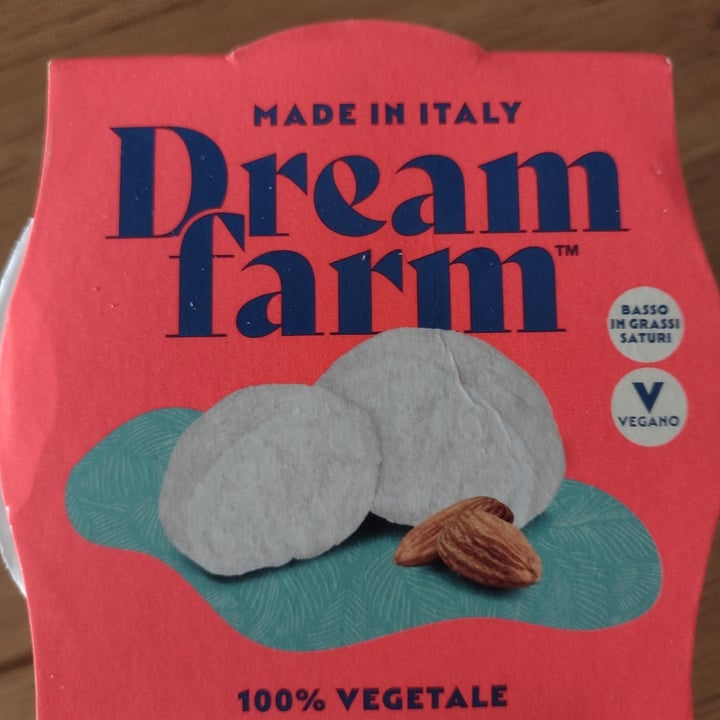 MADE IN ITALY
Dream
farm™
BASSO
IN GRASSI
SATURI
V
VEGANO
100% VEGETALE